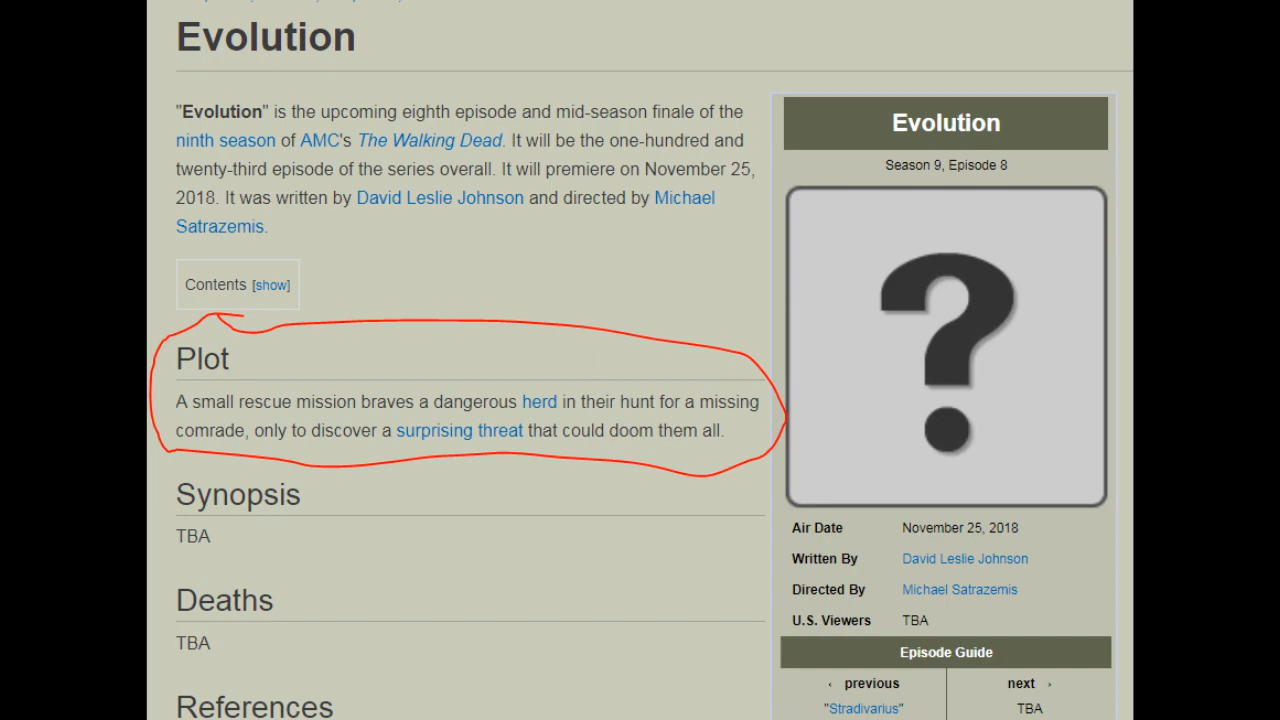 Evolution
"Evolution" is the upcoming eighth episode and mid-season finale of the
ninth season of AMC's The Walking Dead. It will be the one-hundred and
twenty-third episode of the series overall. It will premiere on November 25,
2018. It was written by David Leslie Johnson and directed by Michael
Satrazemis.
Contents [show]
Plot
A small rescue mission braves a dangerous herd in their hunt for a missing
comrade, only to discover a surprising threat that could doom them all.
Synopsis
TBA
Deaths
TBA
References
Evolution
Season 9, Episode 8
?
Air Date November 25, 2018
Written By David Leslie Johnson
Directed By Michael Satrazemis
U.S. Viewers TBA
Episode Guide
‹ previous next ›
"Stradivarius" TBA